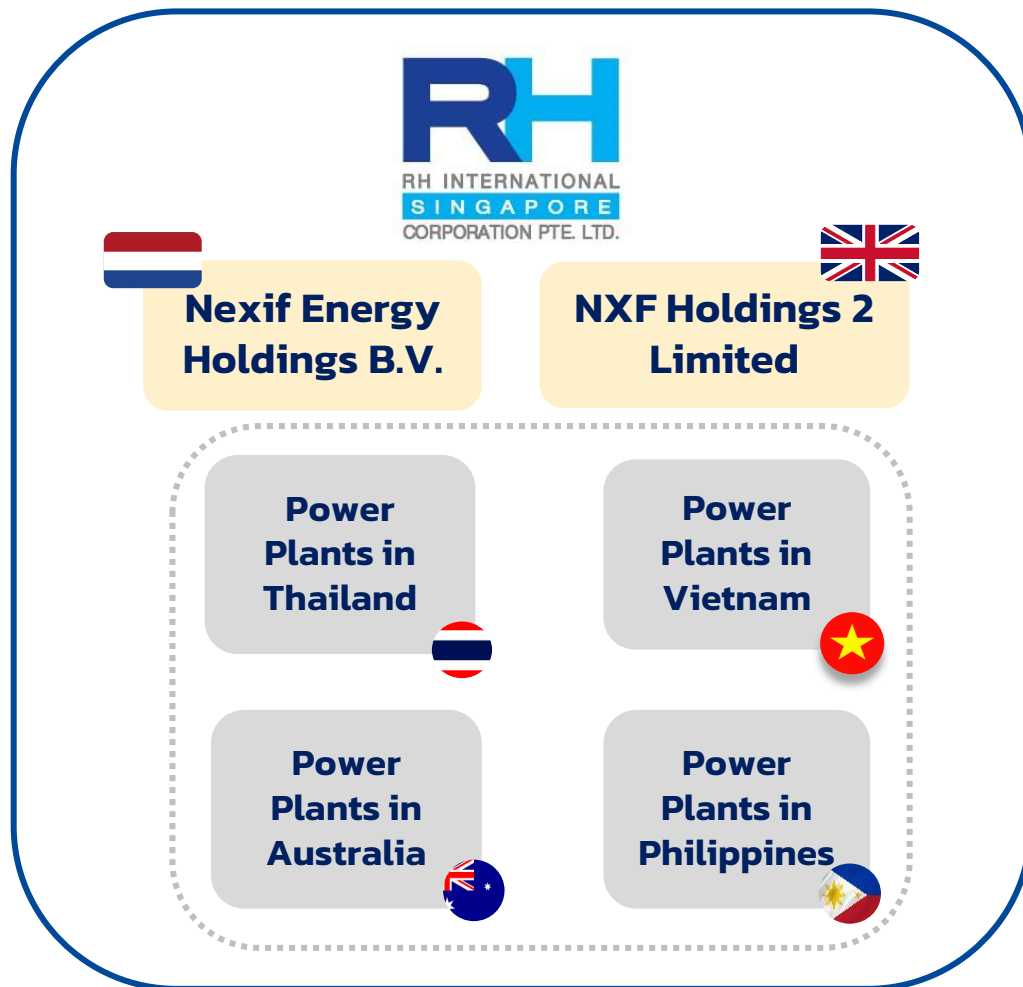 RH
RH INTERNATIONAL
SINGAPORE
CORPORATION PTE. LTD.
Nexif Energy
Holdings B.V.
NXF Holdings 2
Limited
Power
Plants in
Thailand
Power
Plants in
Vietnam
Power
Plants in
Australia
Power
Plants in
Philippines